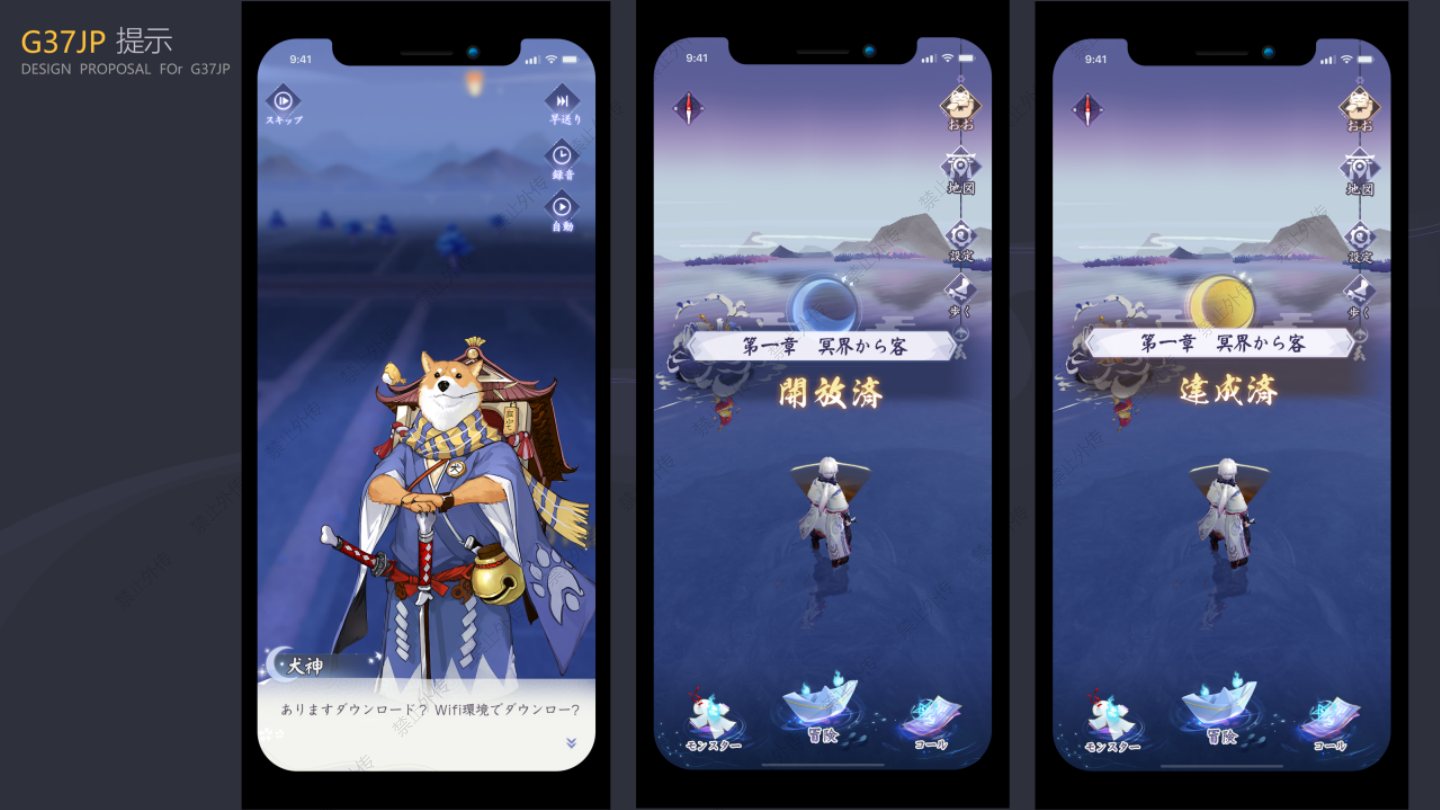 G37JP 提示
DESIGN PROPOSAL FOr G37JP
9:41
スキップ
早送り
録音
自動
犬神
ありますダウンロード？ Wifi環境でダウンロー?
9:41
おお
地図
設定
歩く
第一章 冥界から客
開放済
モンスター
冒険
コール
9:41
おお
地図
設定
歩く
第一章 冥界から客
達成済
モンスター
冒険
コール
禁止外传